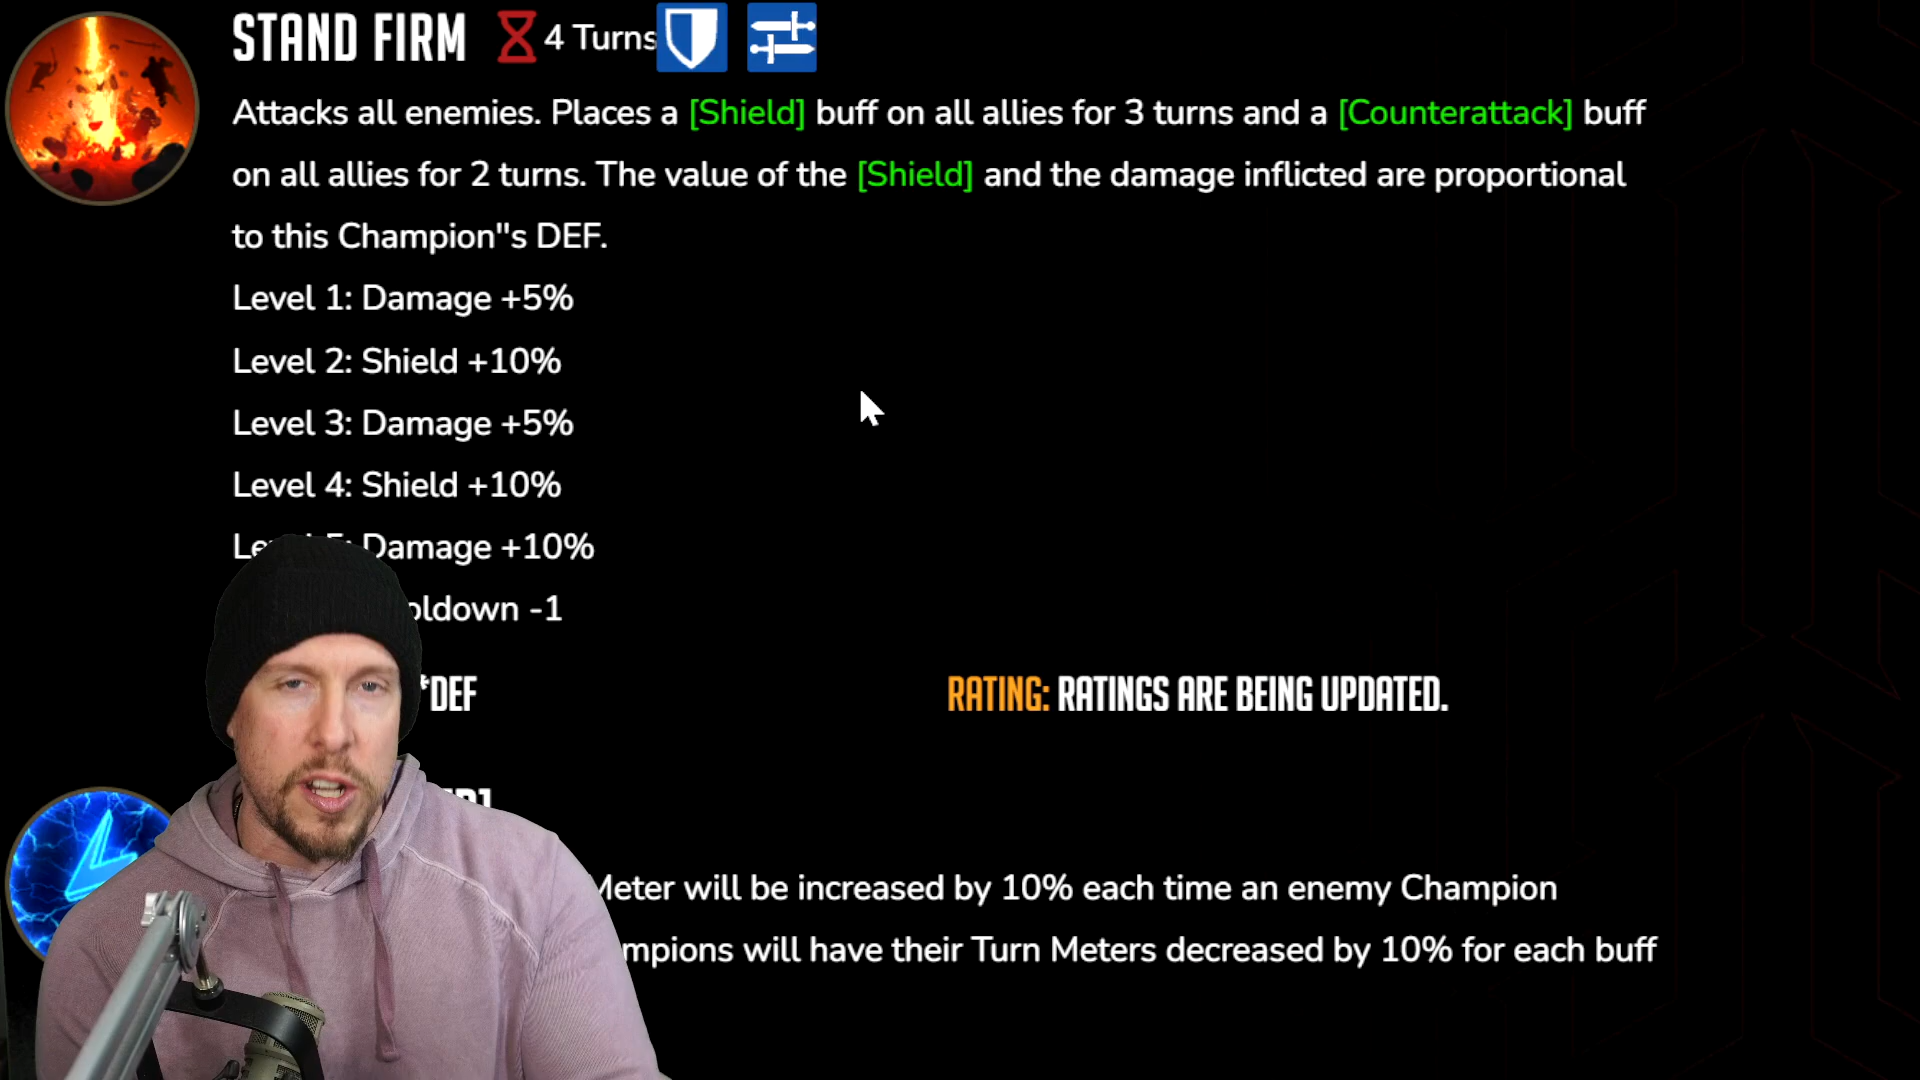 STAND FIRM 4 Turns
Attacks all enemies. Places a [Shield] buff on all allies for 3 turns and a [Counterattack] buff
on all allies for 2 turns. The value of the [Shield] and the damage inflicted are proportional
to this Champion"s DEF.
Level 1: Damage +5%
Level 2: Shield +10%
Level 3: Damage +5%
Level 4: Shield +10%
Damage +10%
-1
*DEF
RATING: RATINGS ARE BEING UPDATED.
Meter will be increased by 10% each time an enemy Champion
will have their Turn Meters decreased by 10% for each buff